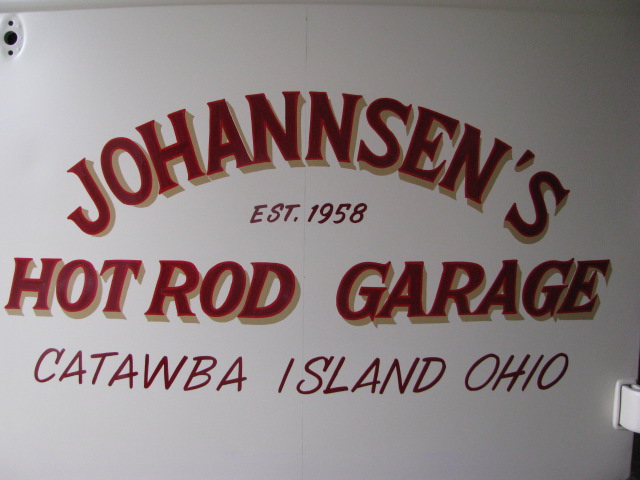 JOHANNSEN'S
EST. 1958
HOT ROD GARAGE
CATAWBA ISLAND OHIO